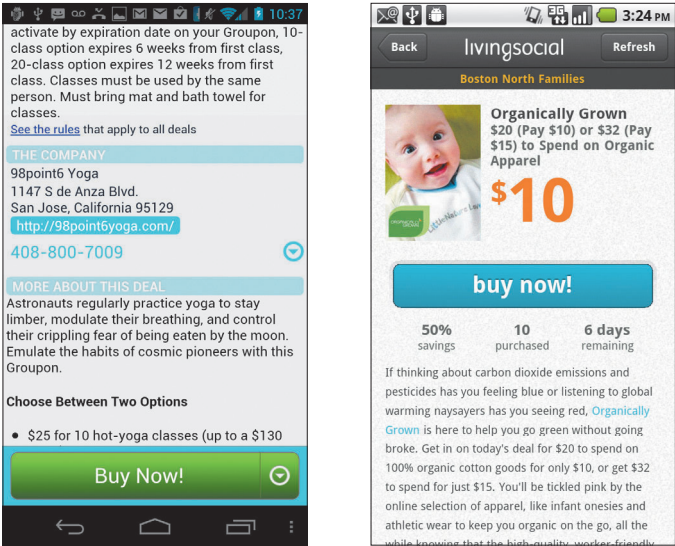 10:37
activate by expiration date on your Groupon, 10-
class option expires 6 weeks from first class,
20-class option expires 12 weeks from first
class. Classes must be used by the same
person. Must bring mat and bath towel for
classes.
See the rules that apply to all deals
THE COMPANY
98point6 Yoga
1147 S de Anza Blvd.
San Jose, California 95129
http://98point6yoga.com/
408-800-7009
MORE ABOUT THIS DEAL
Astronauts regularly practice yoga to stay
limber, modulate their breathing, and control
their crippling fear of being eaten by the moon.
Emulate the habits of cosmic pioneers with this
Groupon.
Choose Between Two Options
• $25 for 10 hot-yoga classes (up to a $130
Buy Now!
3G 3:24 PM
Back livingsocial Refresh
Boston North Families
Organically Grown
$20 (Pay $10) or $32 (Pay
$15) to Spend on Organic
Apparel
$10
ORGANICALLY
GROWN
buy now!
50% 10 6 days
savings purchased remaining
If thinking about carbon dioxide emissions and
pesticides has you feeling blue or listening to global
warming naysayers has you seeing red, Organically
Grown is here to help you go green without going
broke. Get in on today's deal for $20 to spend on
100% organic cotton goods for only $10, or get $32
to spend for just $15. You'll be tickled pink by the
online selection of apparel, like infant onesies and
athletic wear to keep you organic on the go, all the
while knowing that the high-quality, worker-friendly